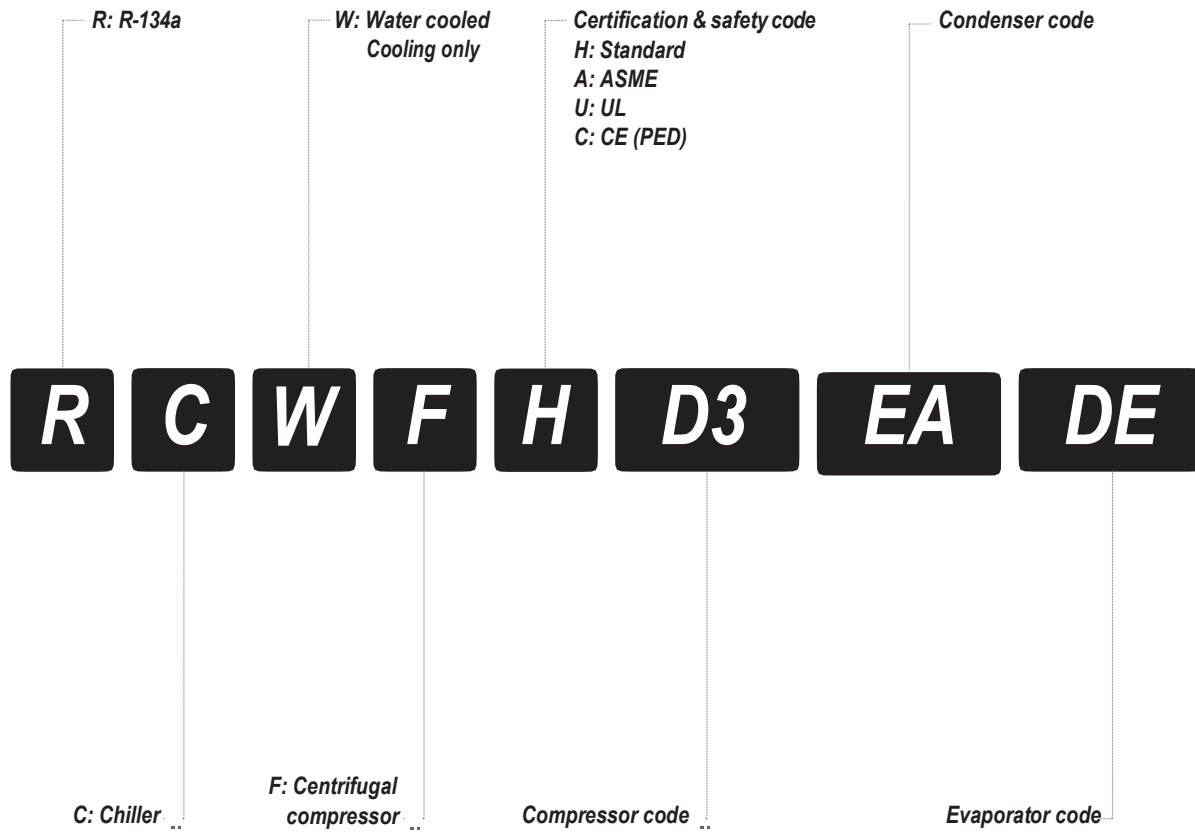 R: R-134a
W: Water cooled
Cooling only
Certification & safety code
H: Standard
A: ASME
U: UL
C: CE (PED)
Condenser code
R C W F H D3 EA DE
C: Chiller
F: Centrifugal
compressor
Compressor code
Evaporator code